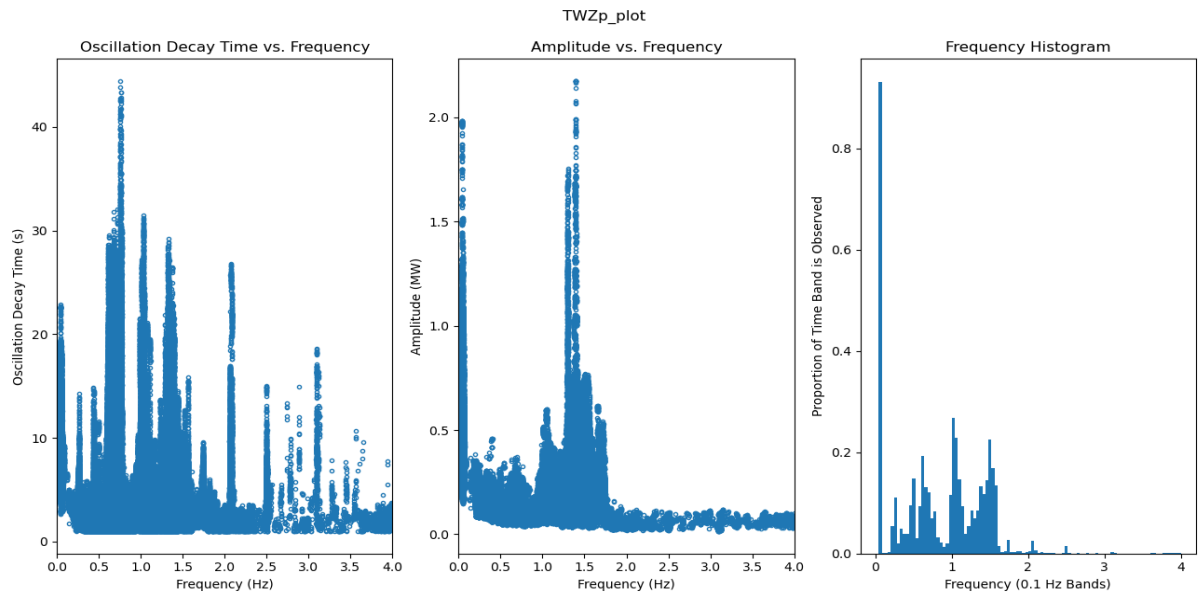 TWZp_plot
Oscillation Decay Time vs. Frequency
Oscillation Decay Time (s)
40
30
20
10
0
0.0 0.5 1.0 1.5 2.0 2.5 3.0 3.5 4.0
Frequency (Hz)
Amplitude vs. Frequency
Amplitude (MW)
2.0
1.5
1.0
0.5
0.0
0.0 0.5 1.0 1.5 2.0 2.5 3.0 3.5 4.0
Frequency (Hz)
Frequency Histogram
Proportion of Time Band is Observed
0.8
0.6
0.4
0.2
0.0
0 1 2 3 4
Frequency (0.1 Hz Bands)